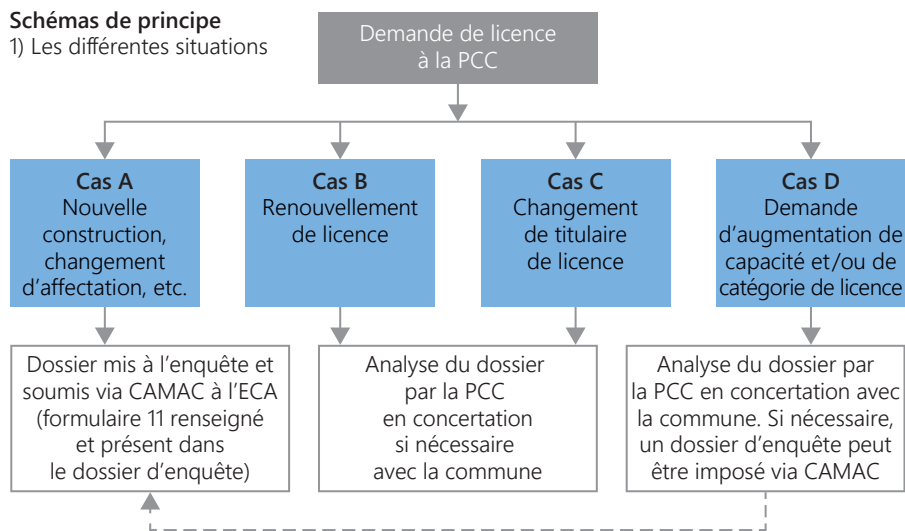 Schémas de principe
1) Les différentes situations
Demande de licence
à la PCC
Cas A
Nouvelle
construction,
changement
d'affectation, etc.
Cas B
Renouvellement
de licence
Cas C
Changement
de titulaire
de licence
Cas D
Demande
d'augmentation de
capacité et/ou de
catégorie de licence
Dossier mis à l'enquête et
soumis via CAMAC à l'ECA
(formulaire 11 renseigné
et présent dans
le dossier d'enquête)
Analyse du dossier
par la PCC
en concertation
si nécessaire
avec la commune
Analyse du dossier par
la PCC en concertation avec
la commune. Si nécessaire,
un dossier d'enquête peut
être imposé via CAMAC